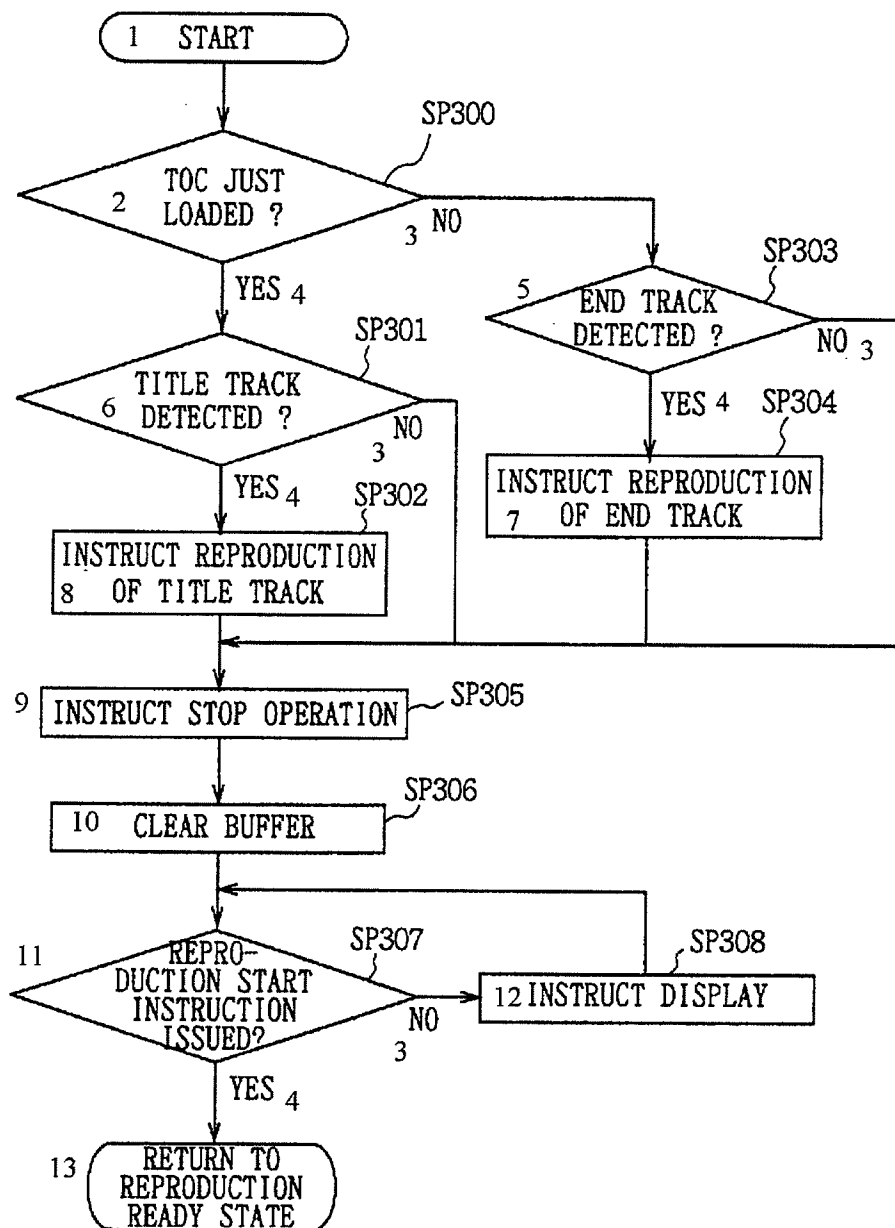 1 START
SP300
2 TOC JUST
LOADED ?
3 NO
YES 4
SP303
5 END TRACK
DETECTED ?
NO 3
SP301
6 TITLE TRACK
DETECTED ?
NO
3
YES 4
SP304
YES 4
SP302
INSTRUCT REPRODUCTION
7 OF END TRACK
INSTRUCT REPRODUCTION
8 OF TITLE TRACK
9 INSTRUCT STOP OPERATION
SP305
SP306
10 CLEAR BUFFER
SP307
11 REPRO-
DUCTION START
INSTRUCTION
ISSUED?
NO
3
SP308
12 INSTRUCT DISPLAY
YES 4
13 RETURN TO
REPRODUCTION
READY STATE